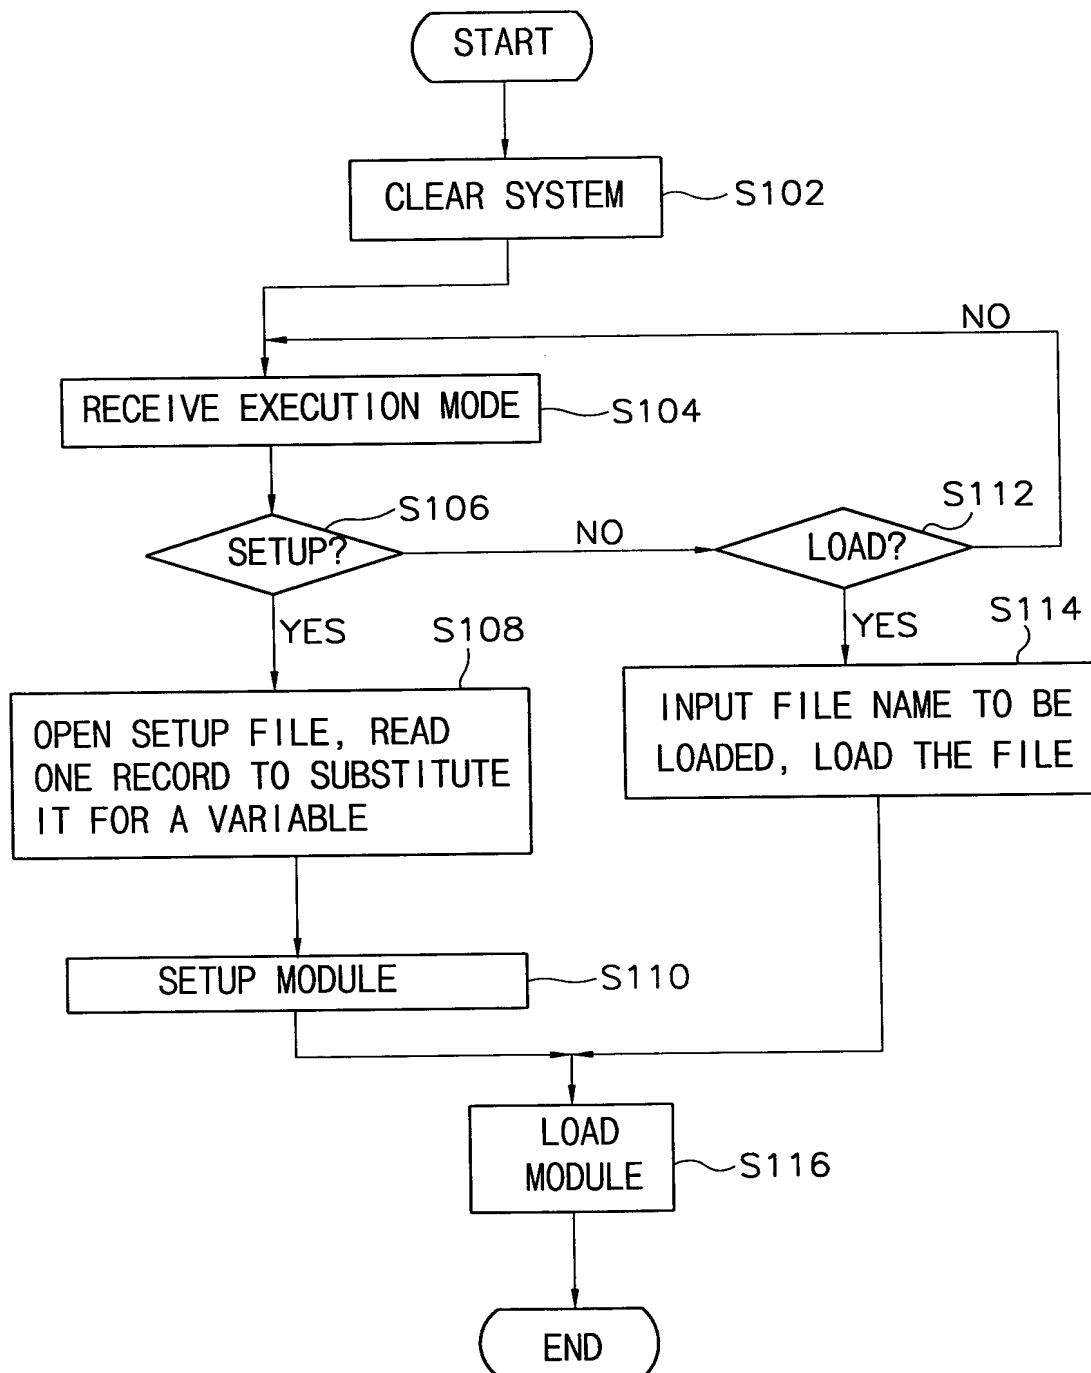 START
CLEAR SYSTEM
S102
NO
RECEIVE EXECUTION MODE
S104
S106
SETUP?
NO
S112
LOAD?
YES
S108
YES
S114
OPEN SETUP FILE, READ
ONE RECORD TO SUBSTITUTE
IT FOR A VARIABLE
INPUT FILE NAME TO BE
LOADED, LOAD THE FILE
SETUP MODULE
S110
LOAD
MODULE
S116
END